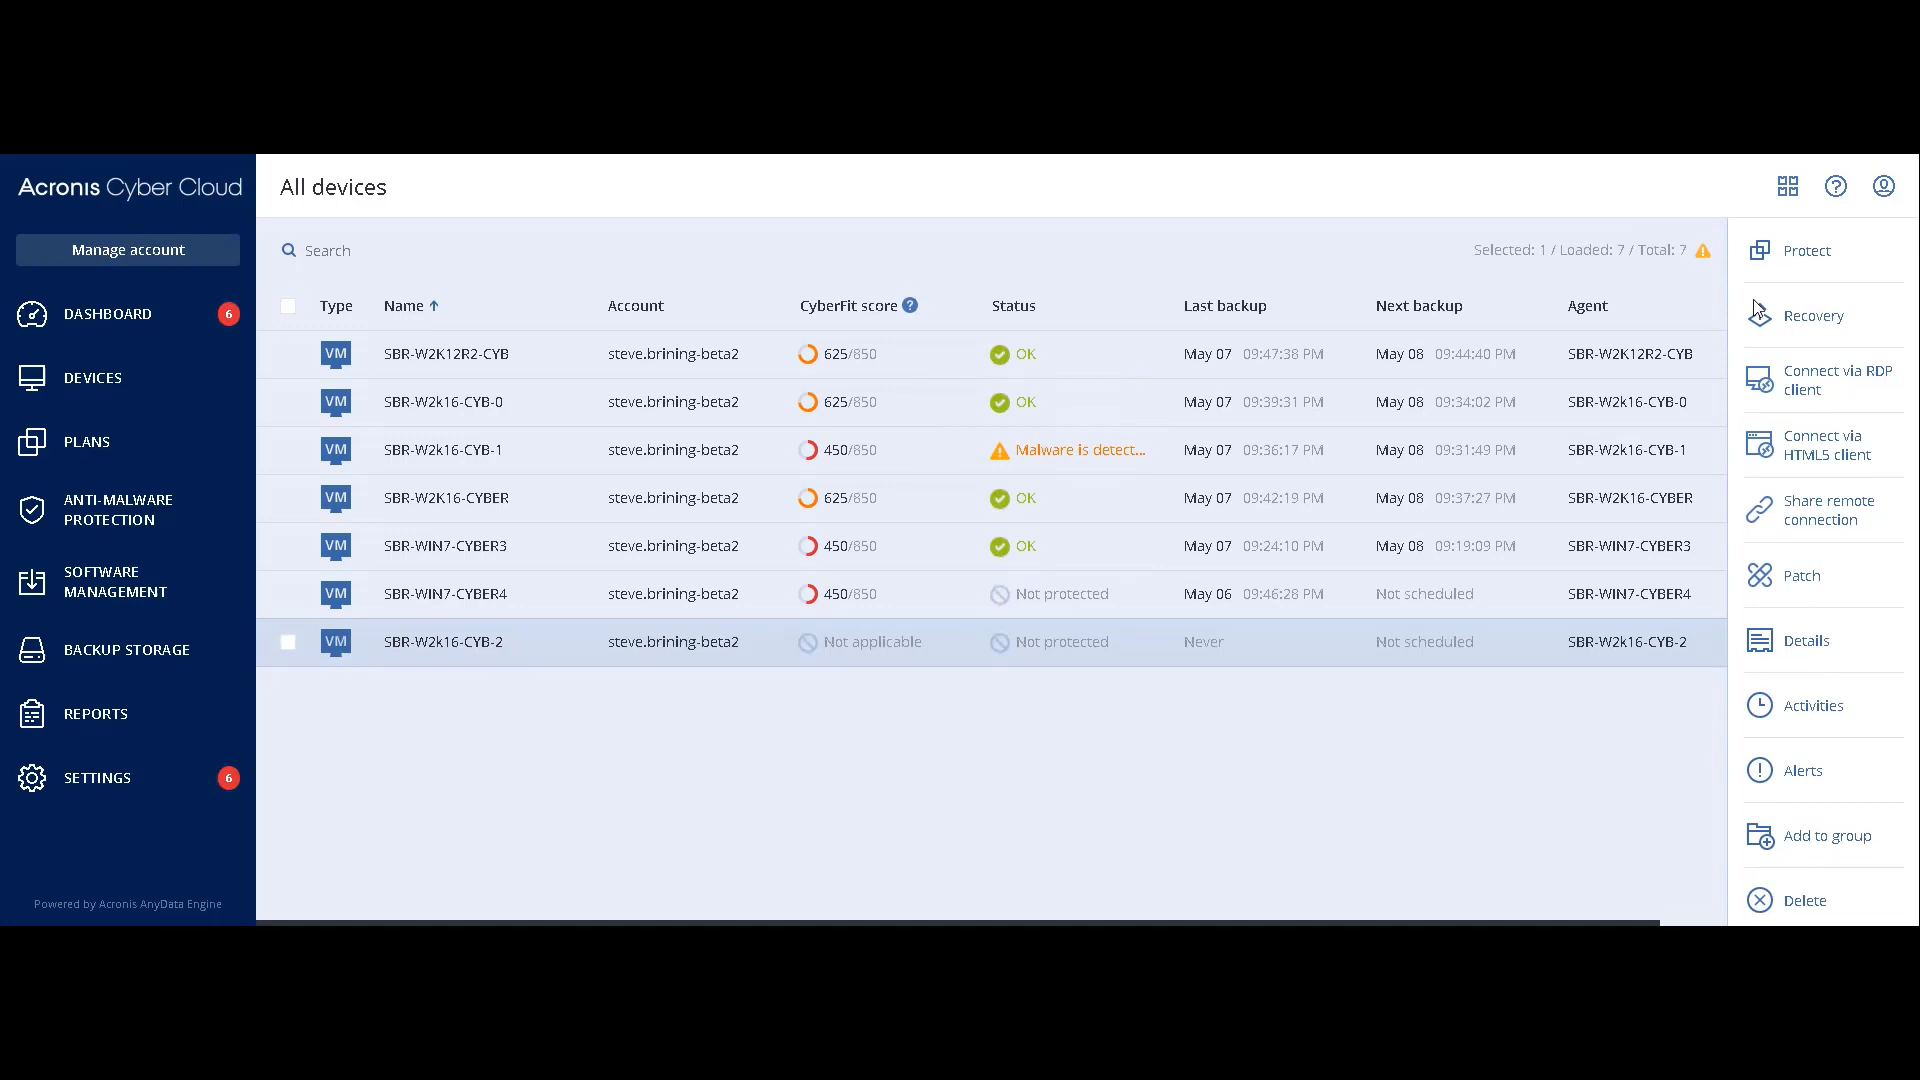 Acronis Cyber Cloud
All devices
Manage account
Search
Selected: 1 / Loaded: 7 / Total: 7
DASHBOARD 6
DEVICES
PLANS
ANTI-MALWARE
PROTECTION
SOFTWARE
MANAGEMENT
BACKUP STORAGE
REPORTS
SETTINGS 6
Powered by Acronis AnyData Engine
Type Name Account CyberFit score ? Status Last backup Next backup Agent
VM SBR-W2K12R2-CYB steve.brining-beta2 625/850 OK May 07 09:47:38 PM May 08 09:44:40 PM SBR-W2K12R2-CYB
VM SBR-W2k16-CYB-0 steve.brining-beta2 625/850 OK May 07 09:39:31 PM May 08 09:34:02 PM SBR-W2k16-CYB-0
VM SBR-W2k16-CYB-1 steve.brining-beta2 450/850 Malware is detect... May 07 09:36:17 PM May 08 09:31:49 PM SBR-W2k16-CYB-1
VM SBR-W2K16-CYBER steve.brining-beta2 625/850 OK May 07 09:42:19 PM May 08 09:37:27 PM SBR-W2K16-CYBER
VM SBR-WIN7-CYBER3 steve.brining-beta2 450/850 OK May 07 09:24:10 PM May 08 09:19:09 PM SBR-WIN7-CYBER3
VM SBR-WIN7-CYBER4 steve.brining-beta2 450/850 Not protected May 06 09:46:28 PM Not scheduled SBR-WIN7-CYBER4
VM SBR-W2k16-CYB-2 steve.brining-beta2 Not applicable Not protected Never Not scheduled SBR-W2k16-CYB-2
Protect
Recovery
Connect via RDP
client
Connect via
HTML5 client
Share remote
connection
Patch
Details
Activities
Alerts
Add to group
Delete